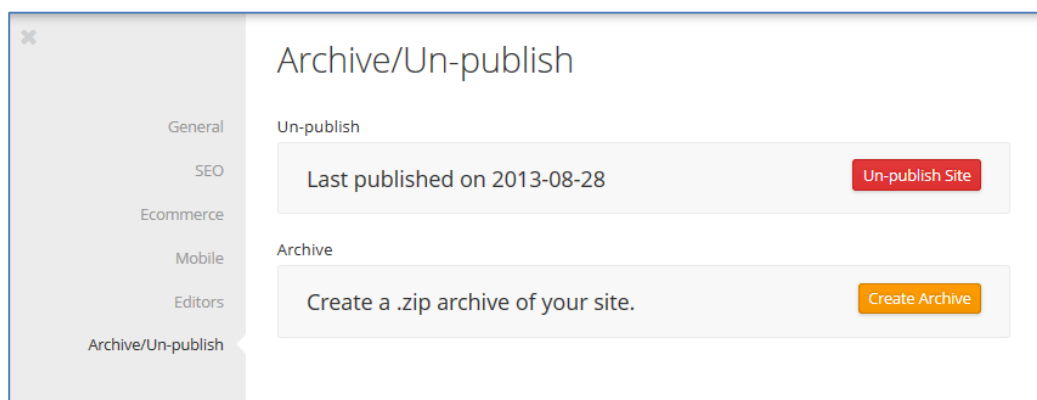 Archive/Un-publish
General
SEO
Ecommerce
Mobile
Editors
Archive/Un-publish
Un-publish
Last published on 2013-08-28
Un-publish Site
Archive
Create a .zip archive of your site.
Create Archive